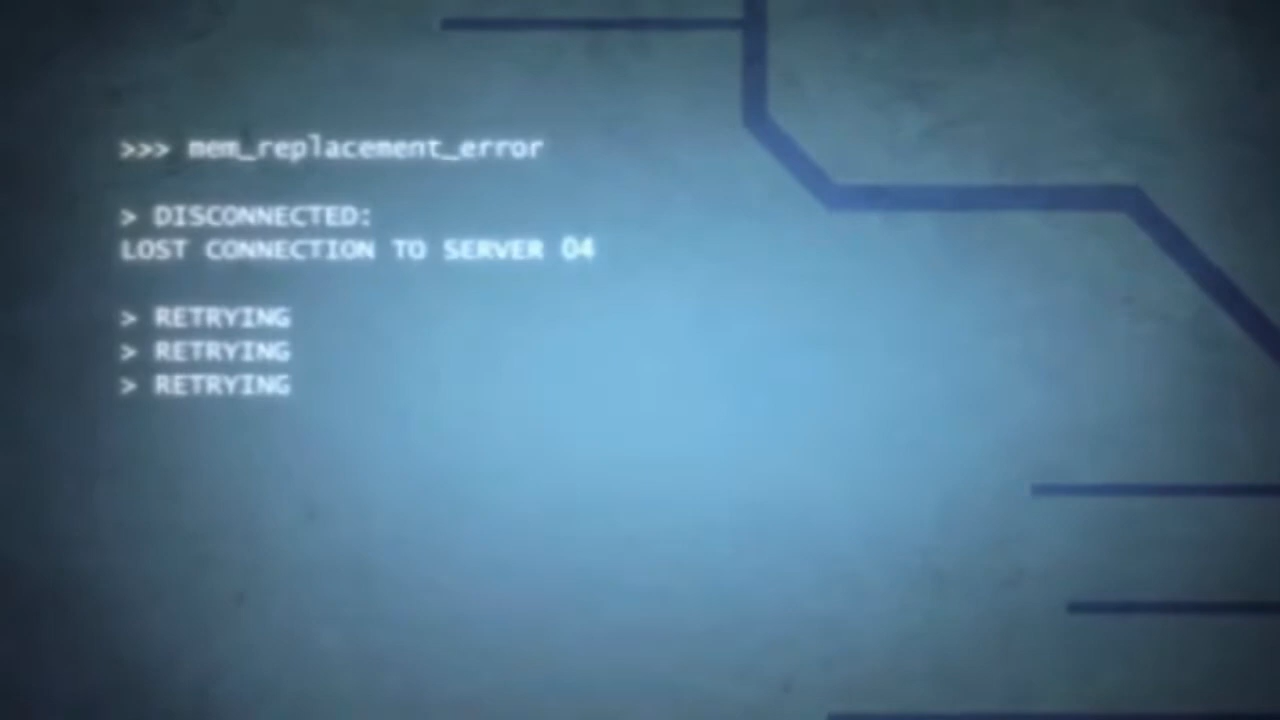 >>> mem_replacement_error
> DISCONNECTED:
LOST CONNECTION TO SERVER 04
> RETRYING
> RETRYING
> RETRYING